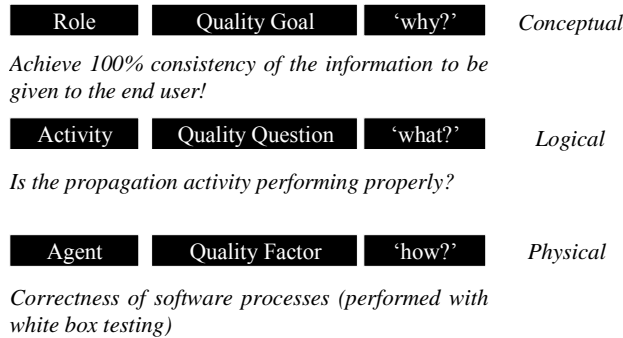 Role Quality Goal ‘why?’ Conceptual
Achieve 100% consistency of the information to be
given to the end user!
Activity Quality Question ‘what?’ Logical
Is the propagation activity performing properly?
Agent Quality Factor ‘how?’ Physical
Correctness of software processes (performed with
white box testing)